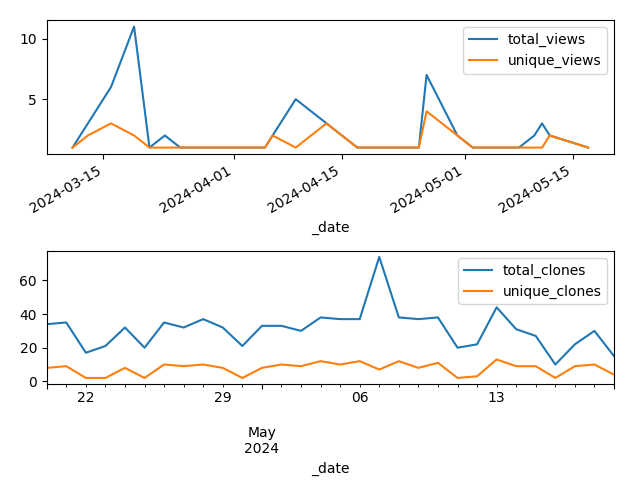 10
5
total_views
unique_views
2024-03-15
2024-04-01
2024-04-15
2024-05-01
2024-05-15
_date
60
40
20
0
total_clones
unique_clones
22
29
06
13
May
2024
_date